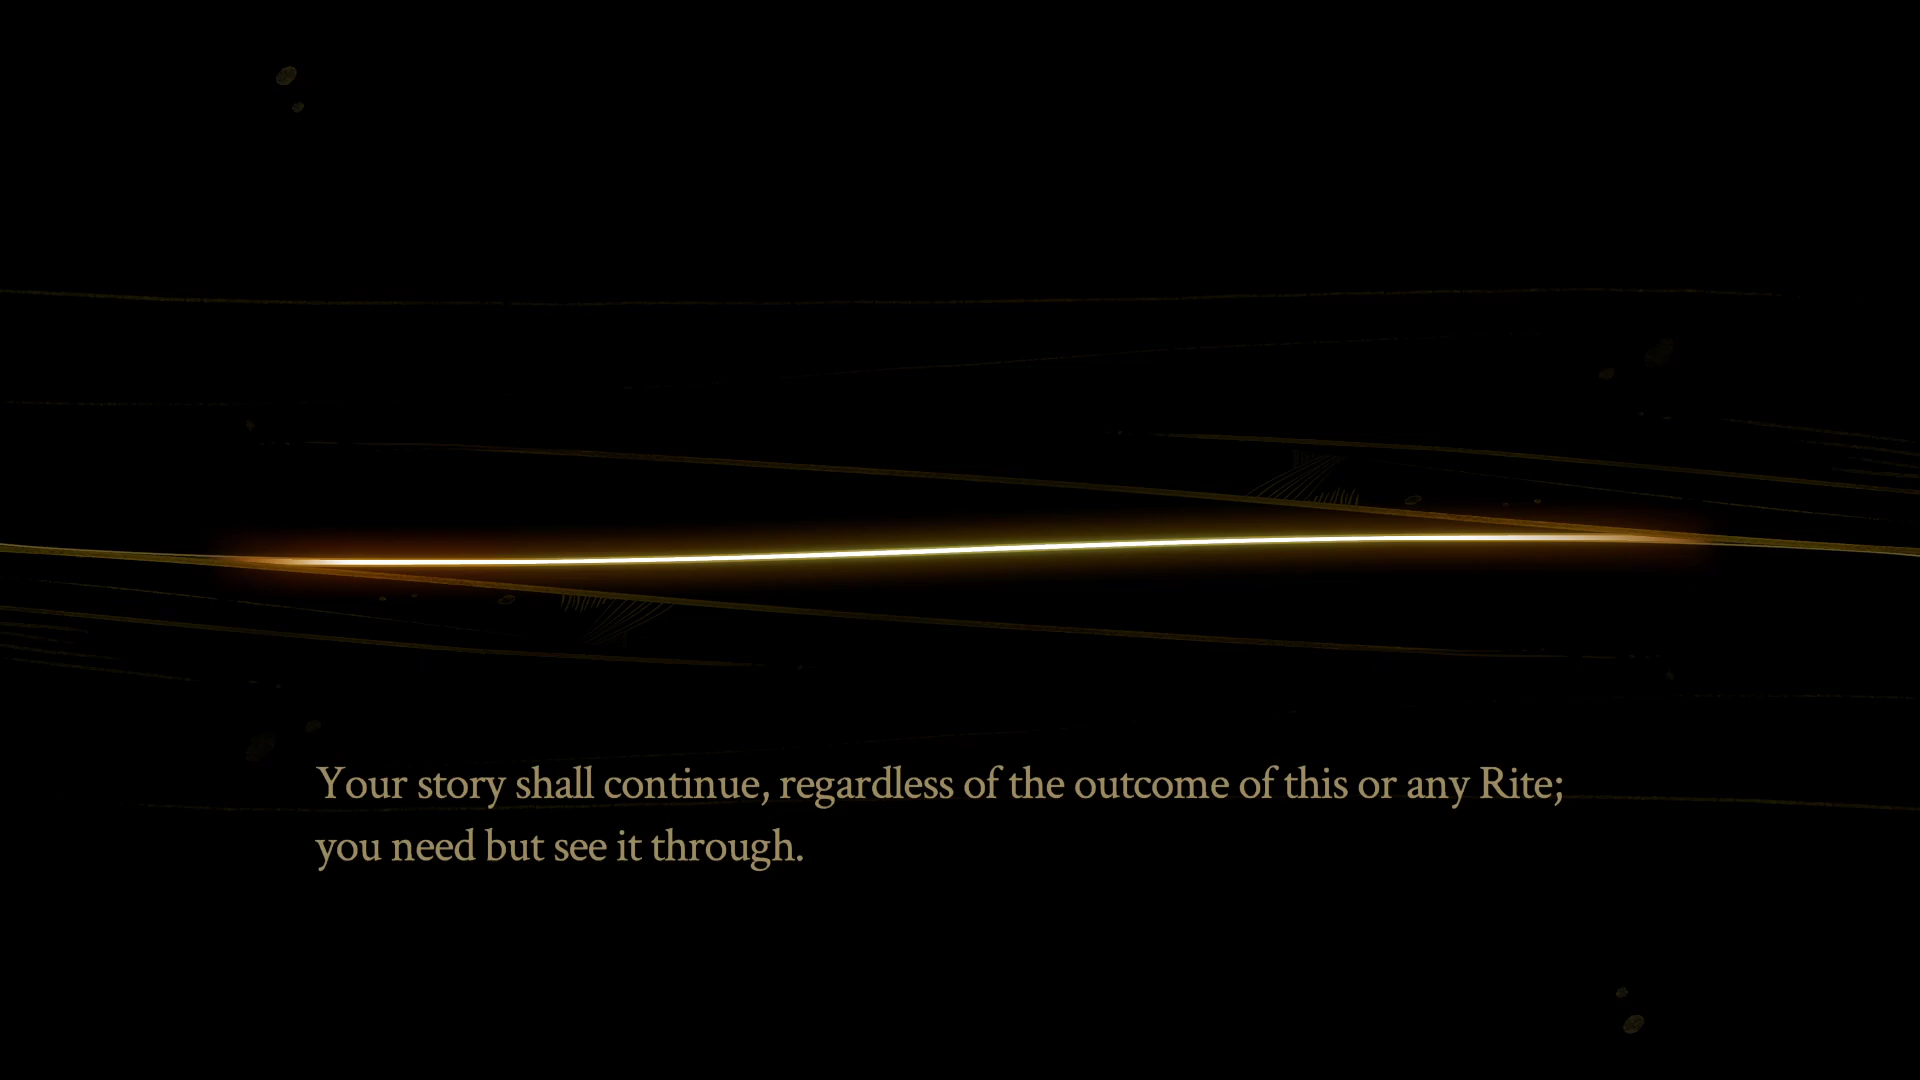 Your story shall continue, regardless of the outcome of this or any Rite;
you need but see it through.